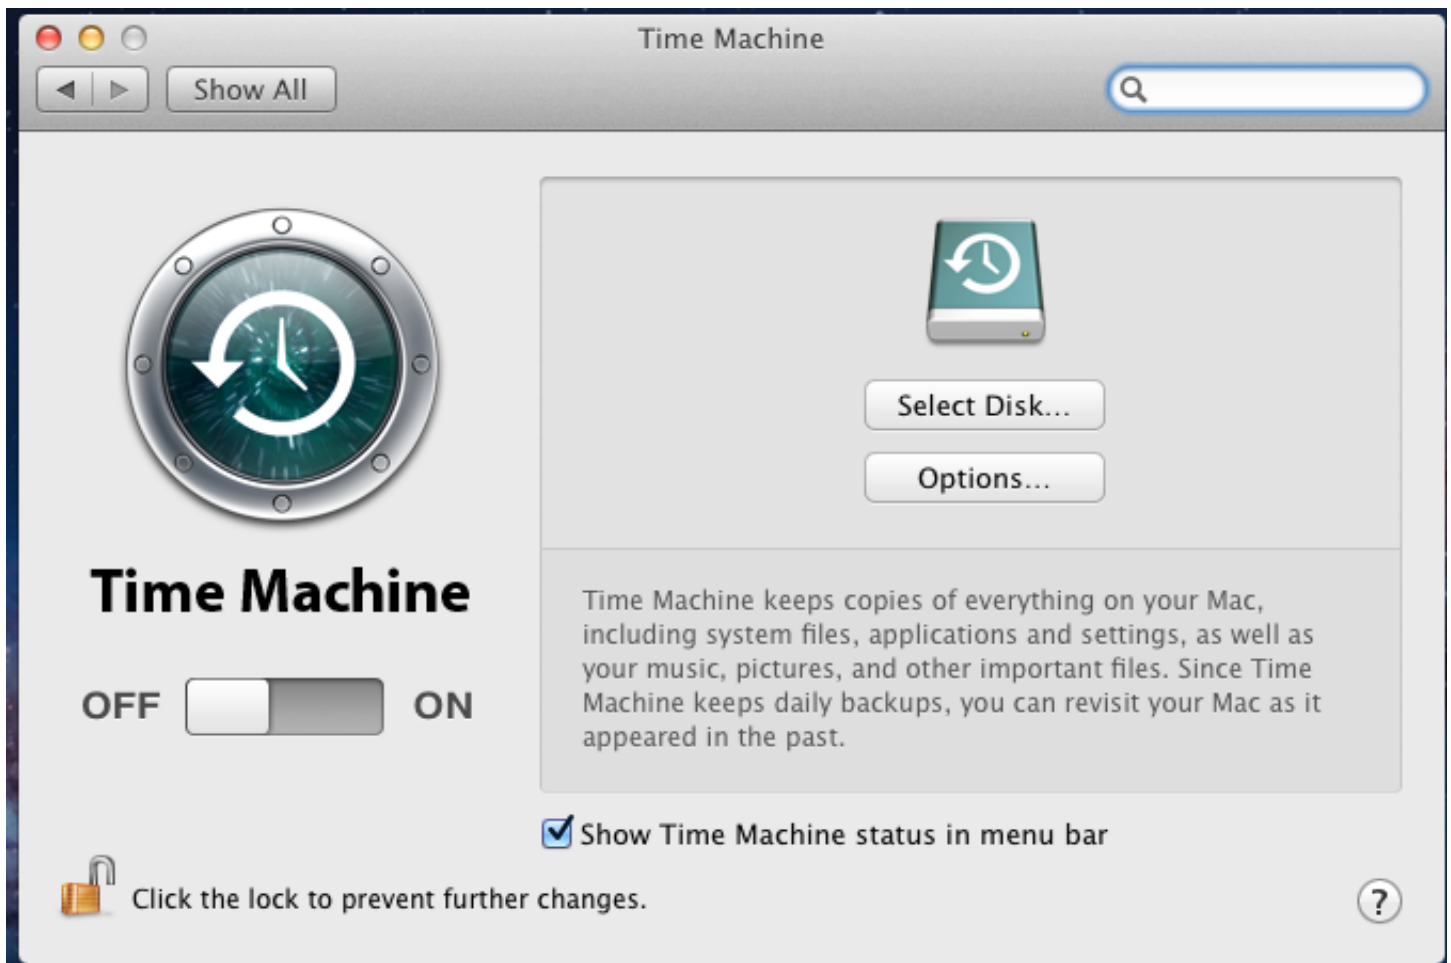 Time Machine
Show All
Time Machine
OFF
ON
Select Disk...
Options...
Time Machine keeps copies of everything on your Mac,
including system files, applications and settings, as well as
your music, pictures, and other important files. Since Time
Machine keeps daily backups, you can revisit your Mac as it
appeared in the past.
Show Time Machine status in menu bar
Click the lock to prevent further changes.
?